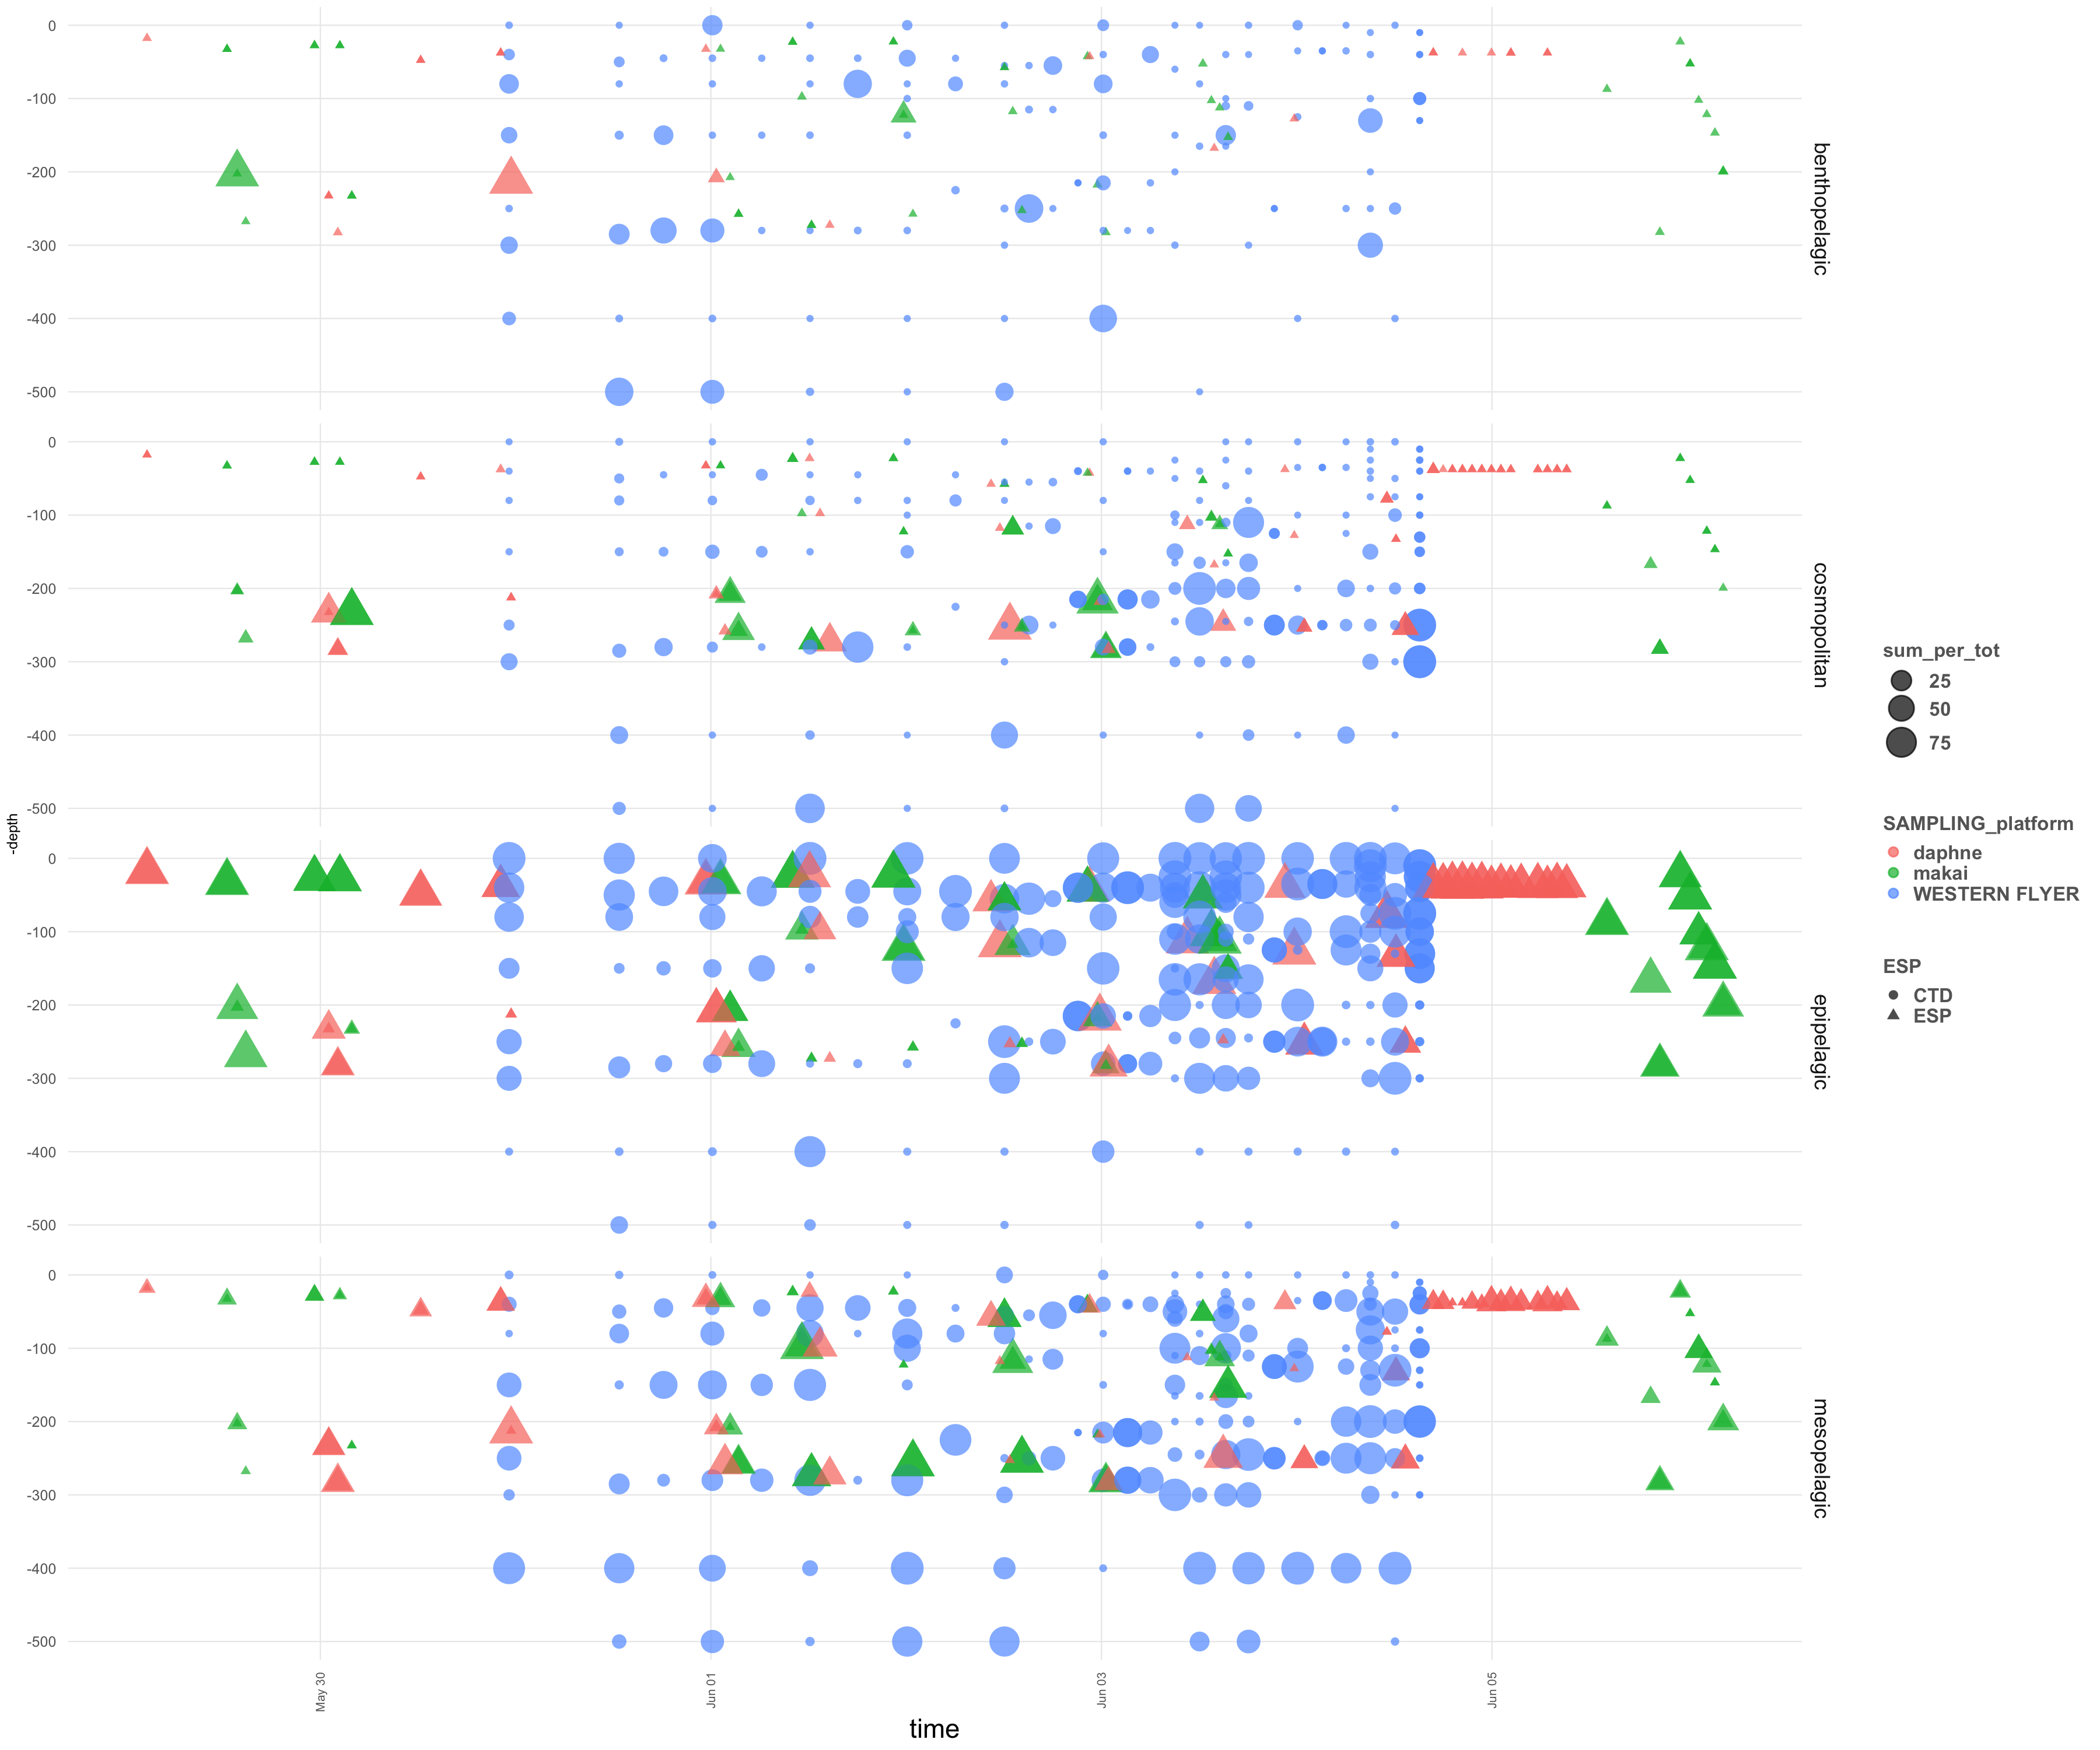 0
-100
-200
-300
-400
-500
benthopelagic
0
-100
-200
-300
-400
-500
cosmopolitan
0
-100
-200
-300
-400
-500
epipelagic
0
-100
-200
-300
-400
-500
mesopelagic
-depth
May 30
Jun 01
Jun 03
Jun 05
time
sum_per_tot
25
50
75
SAMPLING_platform
daphne
makai
WESTERN FLYER
ESP
CTD
ESP